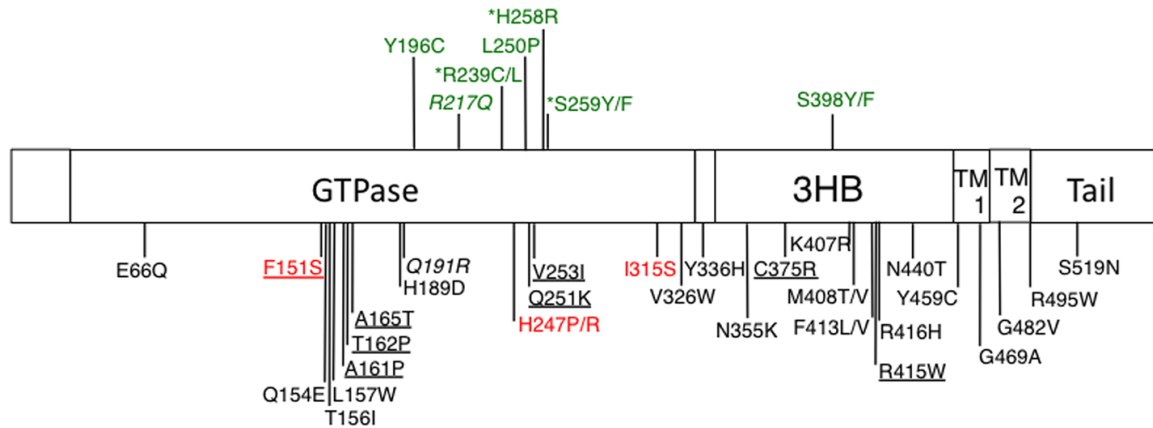 *H258R
Y196C
L250P
*R239C/L
R217Q
*S259Y/F
S398Y/F
GTPase
3HB
TM
1
TM
2
Tail
E66Q
F151S
Q191R
H189D
V253I
Q251K
H247P/R
I315S
Y336H
V326W
K407R
C375R
M408T/V
N355K
F413L/V
N440T
Y459C
R416H
R415W
S519N
R495W
G482V
G469A
A165T
T162P
A161P
Q154E
L157W
T156I